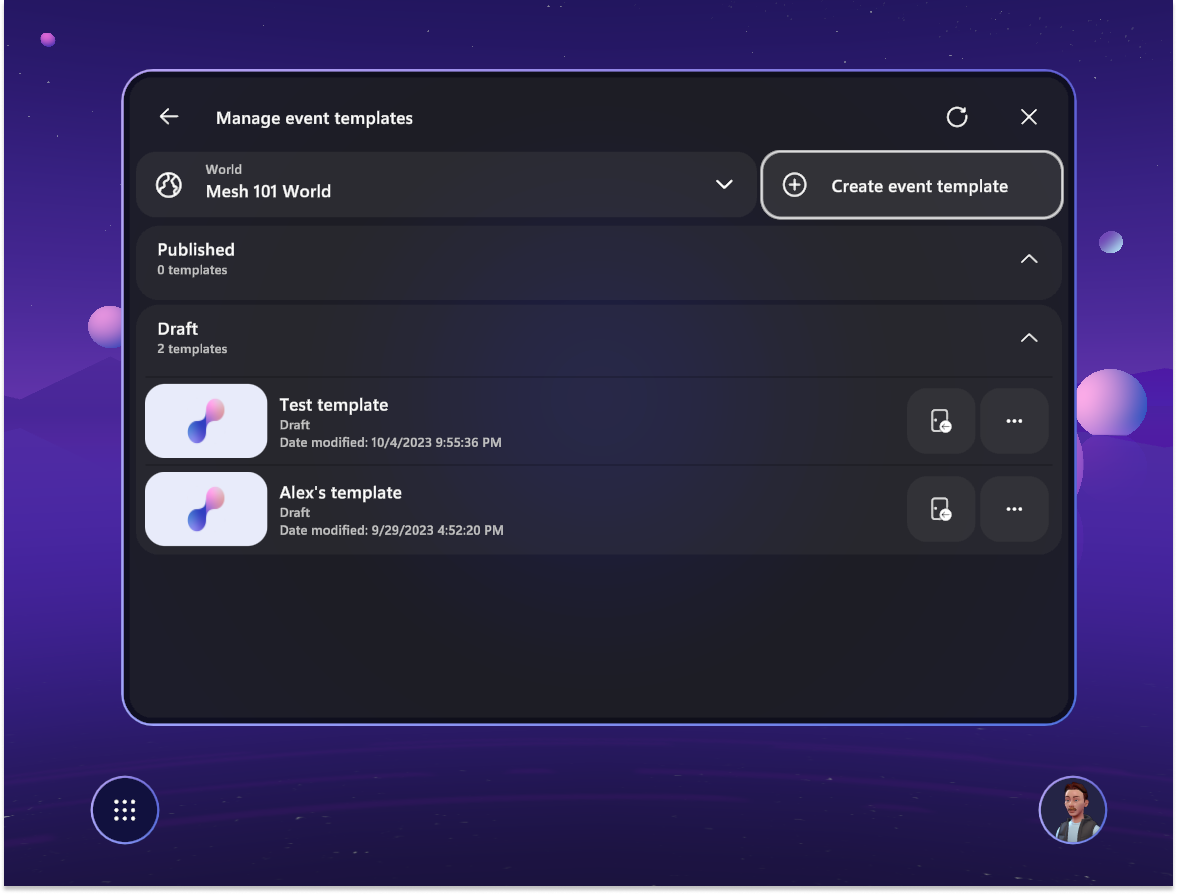 Manage event templates
World
Mesh 101 World
Create event template
Published
0 templates
Draft
2 templates
Test template
Draft
Date modified: 10/4/2023 9:55:36 PM
Alex's template
Draft
Date modified: 9/29/2023 4:52:20 PM